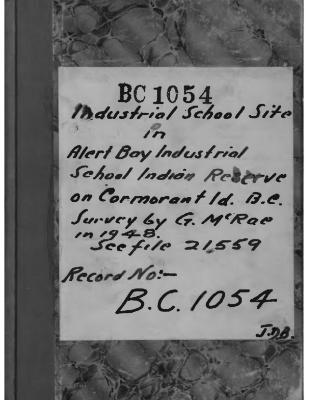 BC 1054
Industrial School Site
in
Alert Bay Industrial
School Indian Reserve
on Cormorant Id. B.C.
Survey by G. McRae
in 1948.
See file 21,559
Record No:-
B.C. 1054
J.D.B.